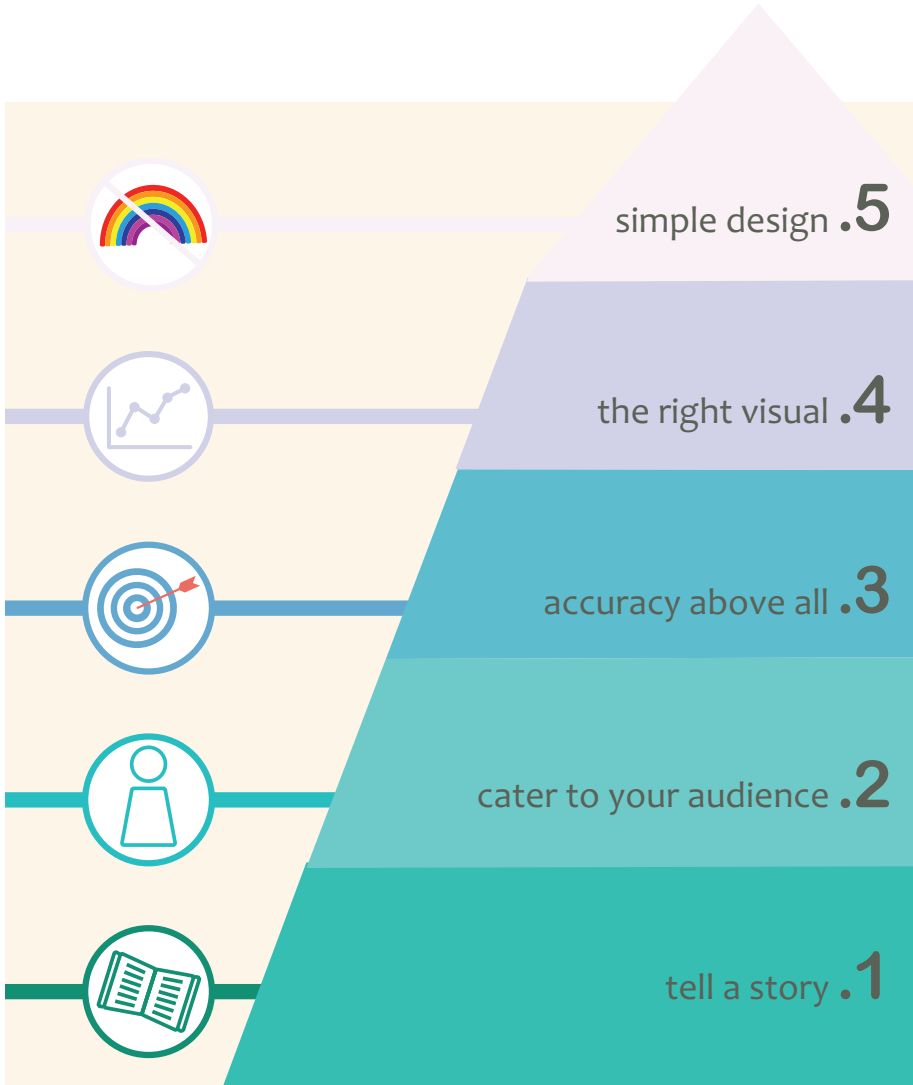 simple design .5
the right visual .4
accuracy above all .3
cater to your audience .2
tell a story .1